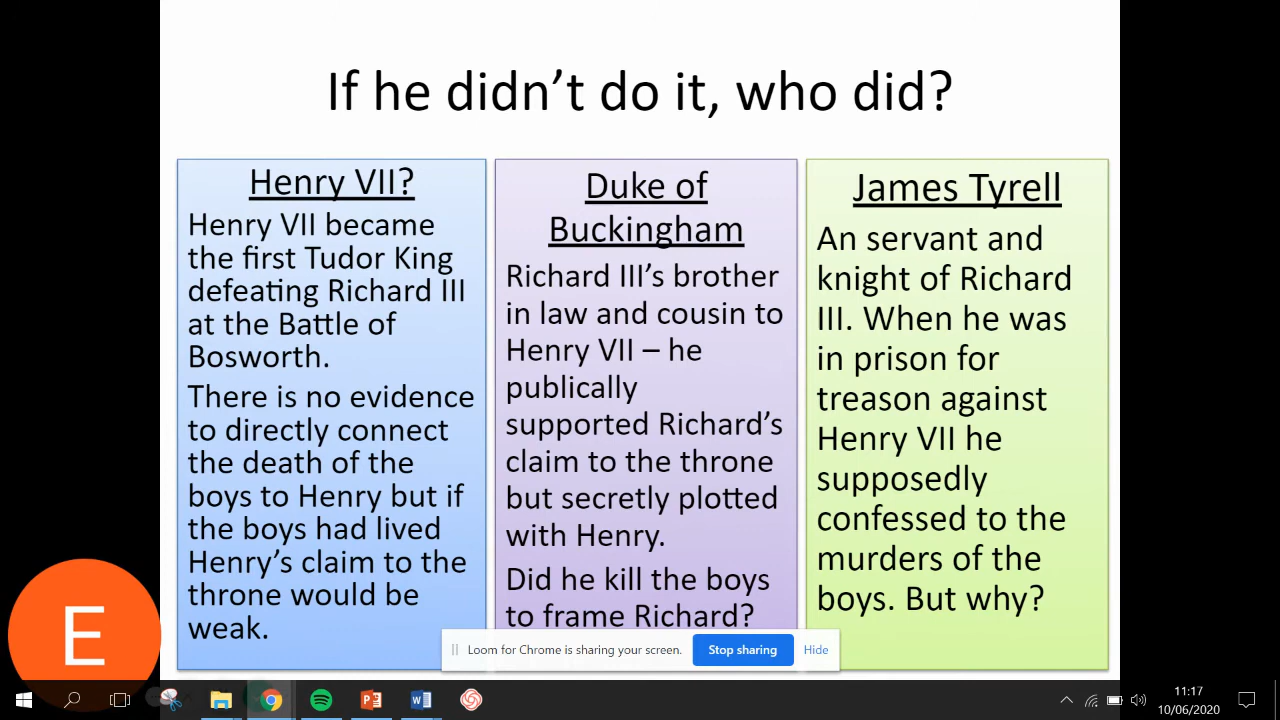 If he didn't do it, who did?
Henry VII?
Henry VII became
the first Tudor King
defeating Richard III
at the Battle of
Bosworth.
There is no evidence
to directly connect
the death of the
boys to Henry but if
the boys had lived
Henry's claim to the
throne would be
weak.
Duke of
Buckingham
Richard III's brother
in law and cousin to
Henry VII – he
publically
supported Richard's
claim to the throne
but secretly plotted
with Henry.
Did he kill the boys
to frame Richard?
James Tyrell
An servant and
knight of Richard
III. When he was
in prison for
treason against
Henry VII he
supposedly
confessed to the
murders of the
boys. But why?
E
Loom for Chrome is sharing your screen.
Stop sharing
Hide
11:17
10/06/2020